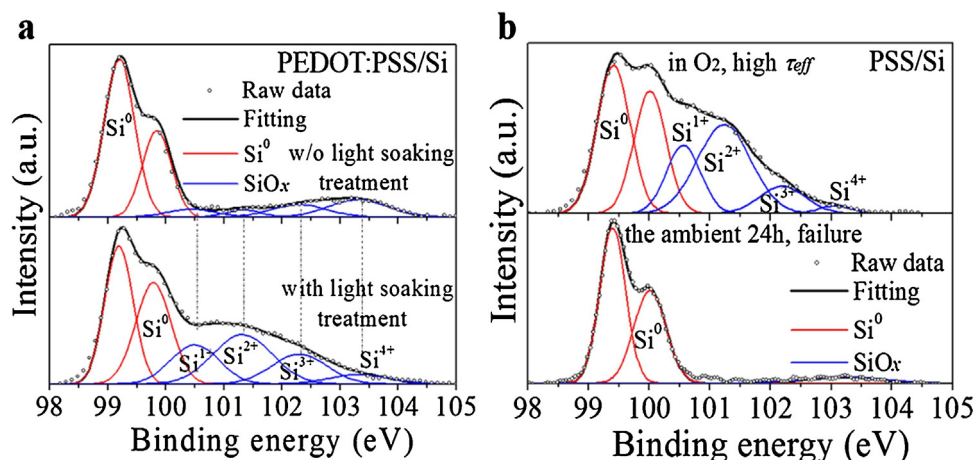 a
PEDOT:PSS/Si
Raw data
Fitting
Si⁰
w/o light soaking
SiOx
treatment
Si⁰
with light soaking
treatment
Si⁰
Si¹⁺
Si²⁺
Si³⁺
Si⁴⁺
Intensity (a.u.)
98 99 100 101 102 103 104 105
Binding energy (eV)
b
in O₂, high τeff
PSS/Si
Si⁰
Si¹⁺
Si²⁺
Si³⁺
Si⁴⁺
the ambient 24h, failure
Raw data
Fitting
Si⁰
SiOx
Si⁰
Intensity (a.u.)
98 99 100 101 102 103 104 105
Binding energy (eV)